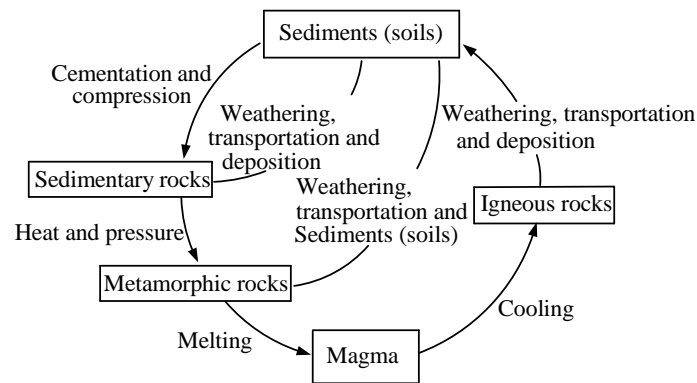 Sediments (soils)
Cementation and
compression
Weathering,
transportation and
deposition
Weathering, transportation
and deposition
Sedimentary rocks
Weathering,
transportation and
Sediments (soils)
Igneous rocks
Heat and pressure
Metamorphic rocks
Melting
Cooling
Magma